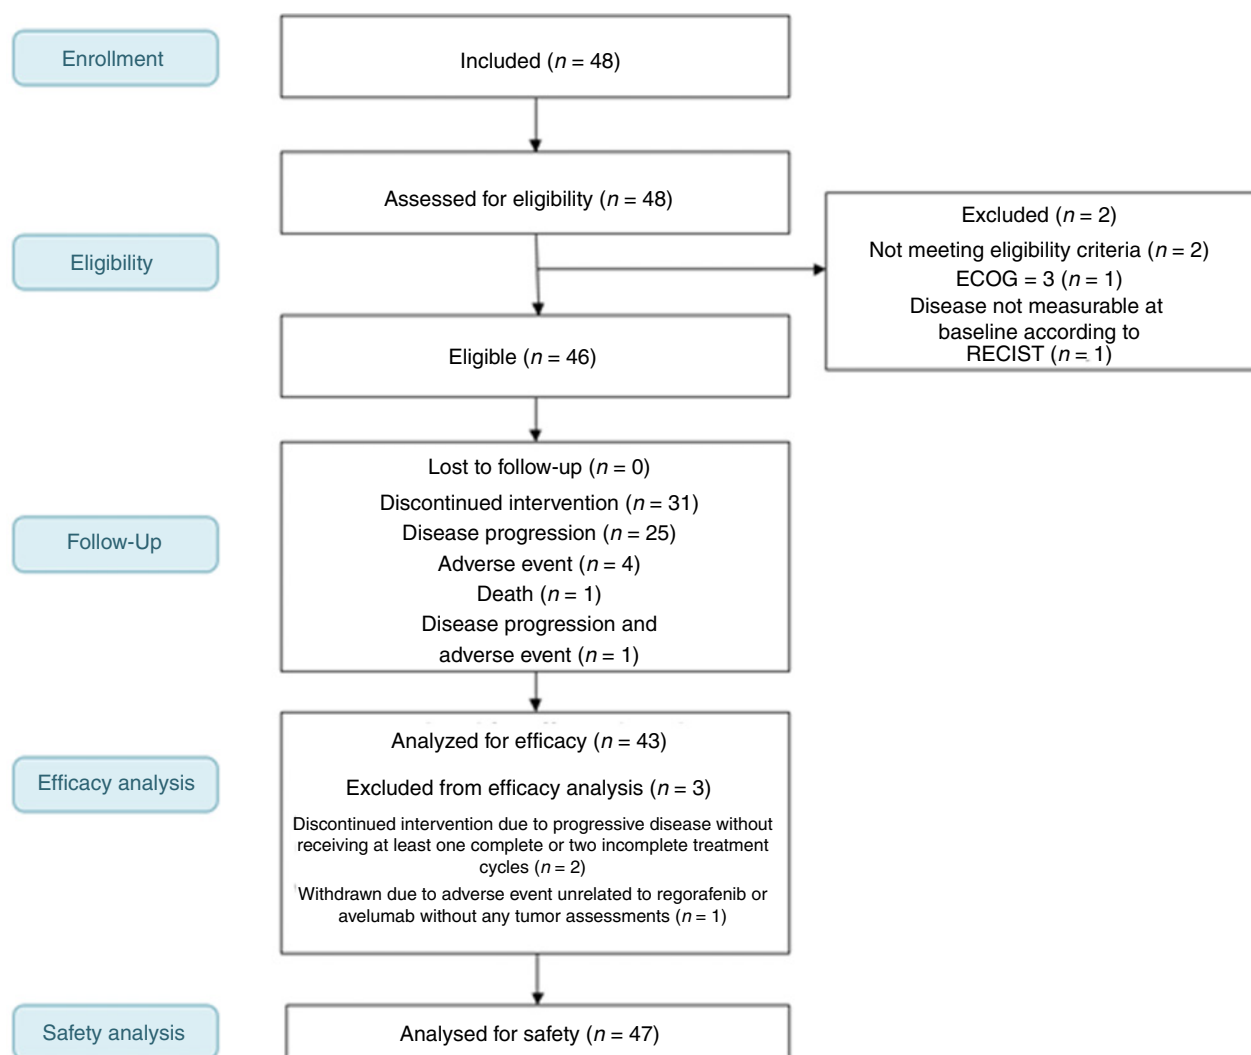 Enrollment
Included (n = 48)
Assessed for eligibility (n = 48)
Excluded (n = 2)
Not meeting eligibility criteria (n = 2)
ECOG = 3 (n = 1)
Disease not measurable at
baseline according to
RECIST (n = 1)
Eligibility
Eligible (n = 46)
Lost to follow-up (n = 0)
Discontinued intervention (n = 31)
Disease progression (n = 25)
Adverse event (n = 4)
Death (n = 1)
Disease progression and
adverse event (n = 1)
Follow-Up
Analyzed for efficacy (n = 43)
Excluded from efficacy analysis (n = 3)
Discontinued intervention due to progressive disease without
receiving at least one complete or two incomplete treatment
cycles (n = 2)
Withdrawn due to adverse event unrelated to regorafenib or
avelumab without any tumor assessments (n = 1)
Efficacy analysis
Safety analysis
Analysed for safety (n = 47)